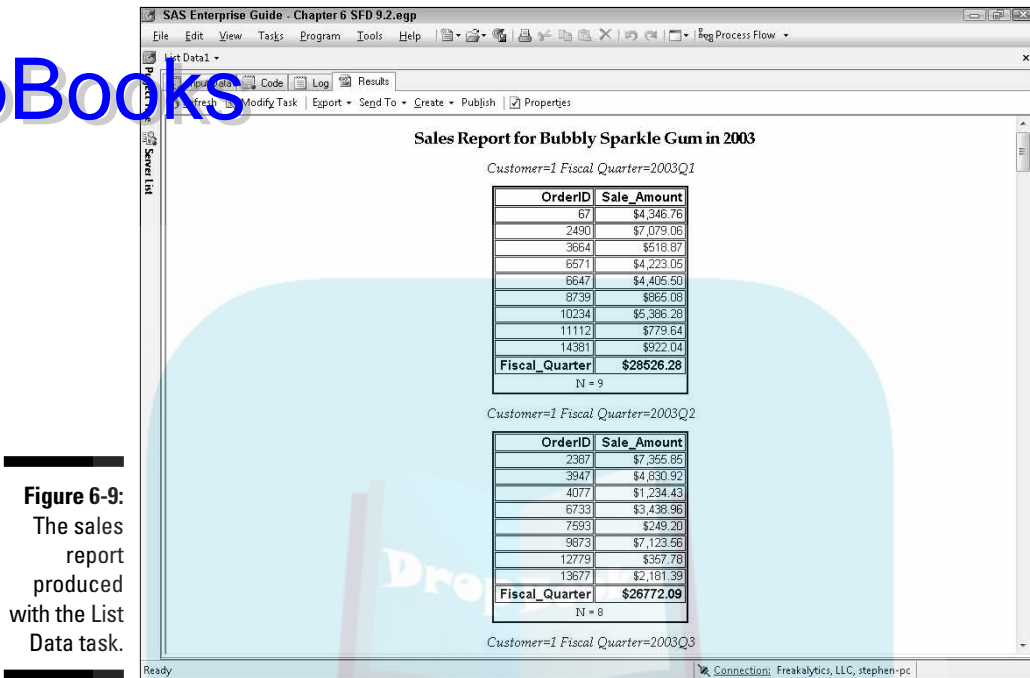 SAS Enterprise Guide - Chapter 6 SFD 9.2.egp
File Edit View Tasks Program Tools Help Process Flow
List Data1
Code Log Results
Refresh Modify Task Export Send To Create Publish Properties
Server List
Books
Sales Report for Bubbly Sparkle Gum in 2003
Customer=1 Fiscal Quarter=2003Q1
OrderID Sale_Amount
67 $4,346.76
2490 $7,079.06
3664 $518.87
6571 $4,223.05
6647 $4,405.50
8739 $865.08
10234 $5,386.28
11112 $779.64
14381 $922.04
Fiscal_Quarter $28526.28
N = 9
Customer=1 Fiscal Quarter=2003Q2
OrderID Sale_Amount
2387 $7,355.85
3947 $4,830.92
4077 $1,234.43
6733 $3,438.96
7593 $249.20
9873 $7,123.56
12779 $357.78
13677 $2,181.39
Fiscal_Quarter $26772.09
N = 8
Customer=1 Fiscal Quarter=2003Q3
Ready
Connection: Freakalytics, LLC, stephen-pc
Figure 6-9:
The sales
report
produced
with the List
Data task.